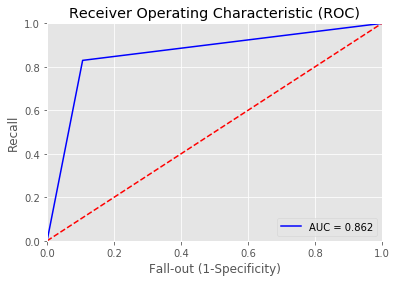 Receiver Operating Characteristic (ROC)
1.0
0.8
0.6
0.4
0.2
0.0
Recall
AUC = 0.862
0.0 0.2 0.4 0.6 0.8 1.0
Fall-out (1-Specificity)